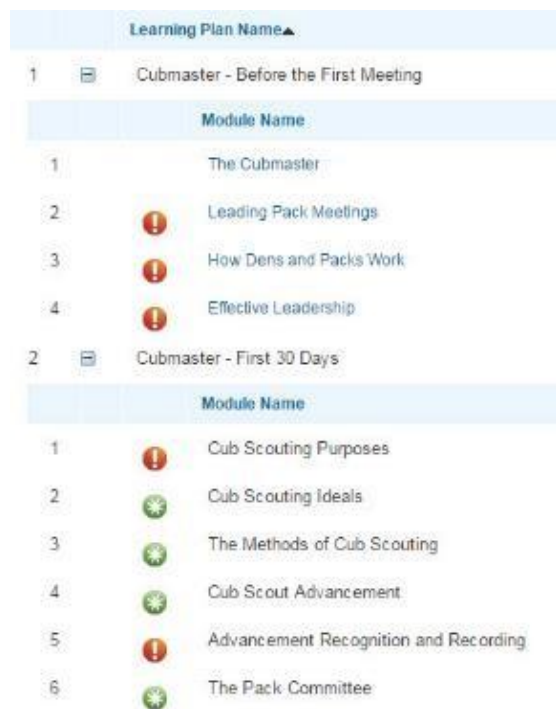 Learning Plan Name
1 Cubmaster - Before the First Meeting
Module Name
1 The Cubmaster
2 Leading Pack Meetings
3 How Dens and Packs Work
4 Effective Leadership
2 Cubmaster - First 30 Days
Module Name
1 Cub Scouting Purposes
2 Cub Scouting Ideals
3 The Methods of Cub Scouting
4 Cub Scout Advancement
5 Advancement Recognition and Recording
6 The Pack Committee